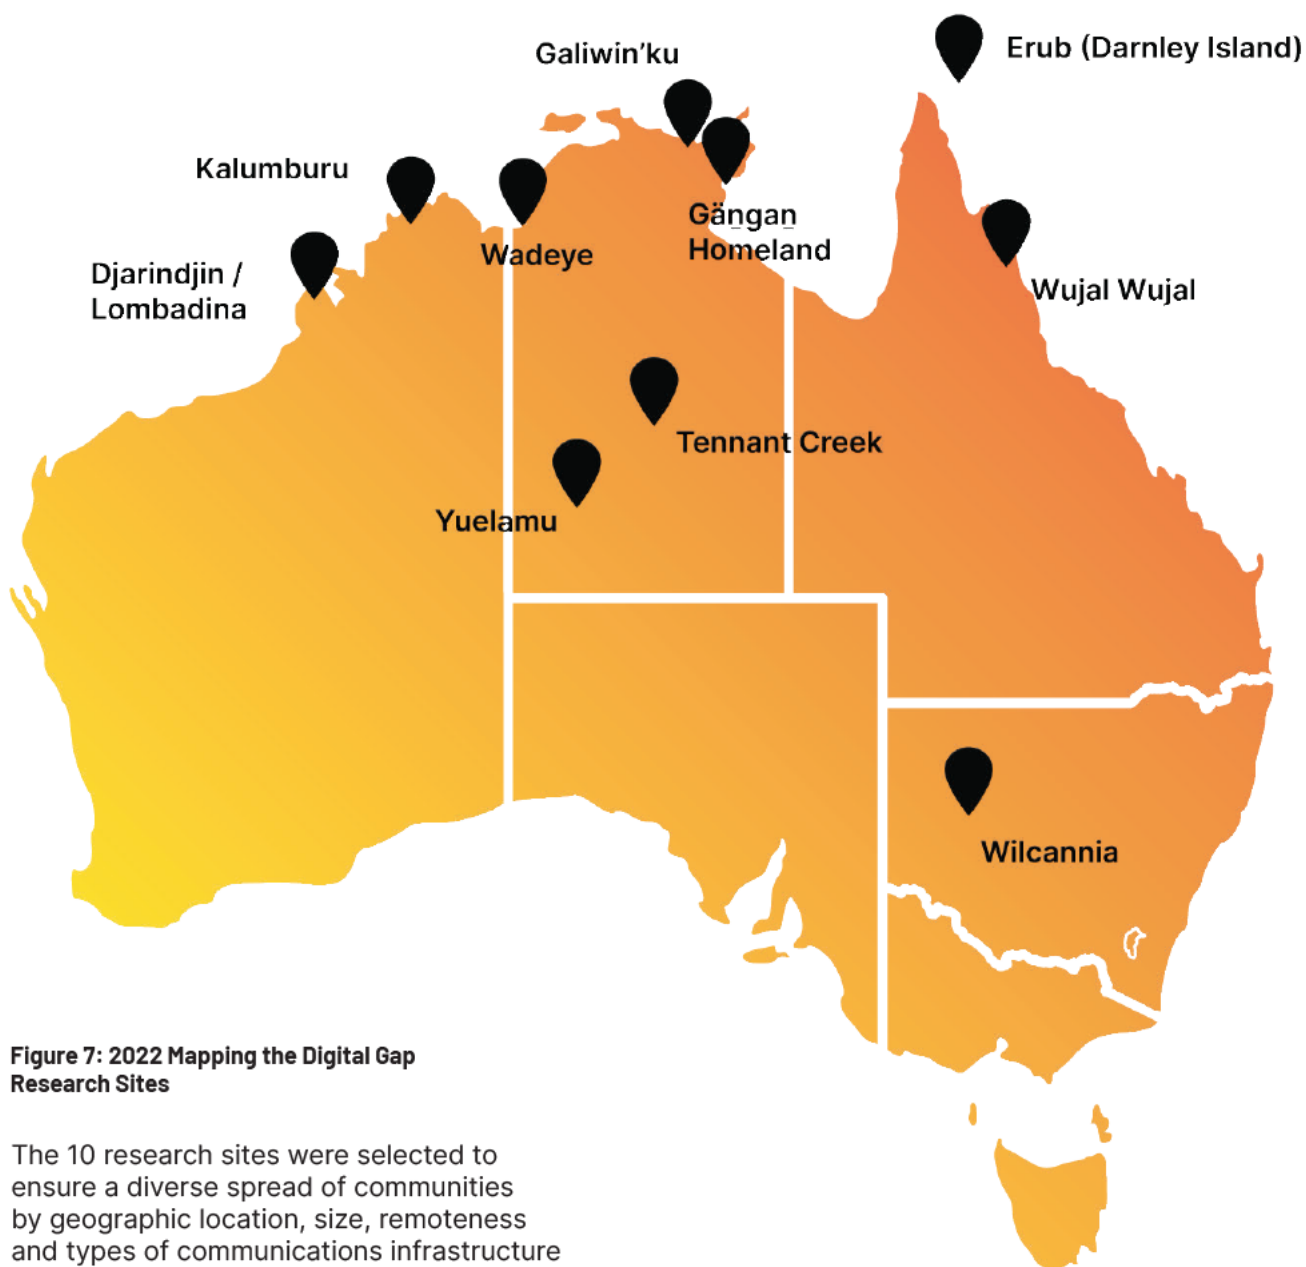 Galiwin’ku
Erub (Darnley Island)
Kalumburu
Gäṉgaṉ
Homeland
Wadeye
Djarindjin /
Lombadina
Wujal Wujal
Tennant Creek
Yuelamu
Wilcannia
Figure 7: 2022 Mapping the Digital Gap
Research Sites
The 10 research sites were selected to
ensure a diverse spread of communities
by geographic location, size, remoteness
and types of communications infrastructure